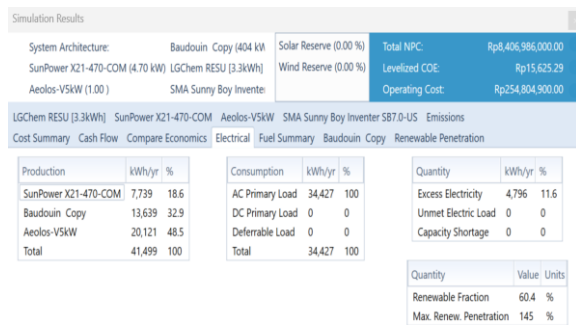 Simulation Results
System Architecture: Baudouin Copy (404 kW
SunPower X21-470-COM (4.70 kW) LGChem RESU [3.3kWh]
Aeolos-V5kW (1.00 ) SMA Sunny Boy Inverter
Solar Reserve (0.00 %)
Wind Reserve (0.00 %)
Total NPC: Rp8,406,986,000.00
Levelized COE: Rp15,625.29
Operating Cost: Rp254,804,900.00
LGChem RESU [3.3kWh] SunPower X21-470-COM Aeolos-V5kW SMA Sunny Boy Inventer SB7.0-US Emissions
Cost Summary Cash Flow Compare Economics Electrical Fuel Summary Baudouin Copy Renewable Penetration
Production kWh/yr %
SunPower X21-470-COM 7,739 18.6
Baudouin Copy 13,639 32.9
Aeolos-V5kW 20,121 48.5
Total 41,499 100
Consumption kWh/yr %
AC Primary Load 34,427 100
DC Primary Load 0 0
Deferrable Load 0 0
Total 34,427 100
Quantity kWh/yr %
Excess Electricity 4,796 11.6
Unmet Electric Load 0 0
Capacity Shortage 0 0
Quantity Value Units
Renewable Fraction 60.4 %
Max. Renew. Penetration 145 %